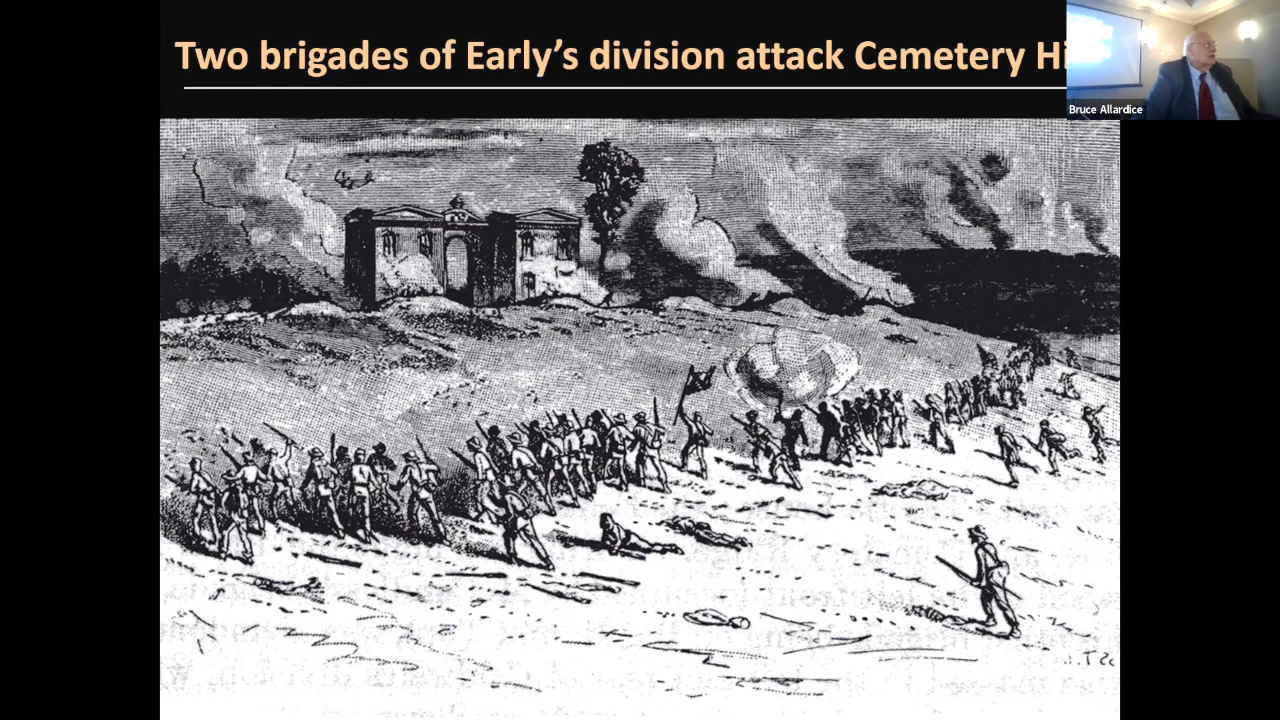 Two brigades of Early's division attack Cemetery Hi
Bruce Allardice